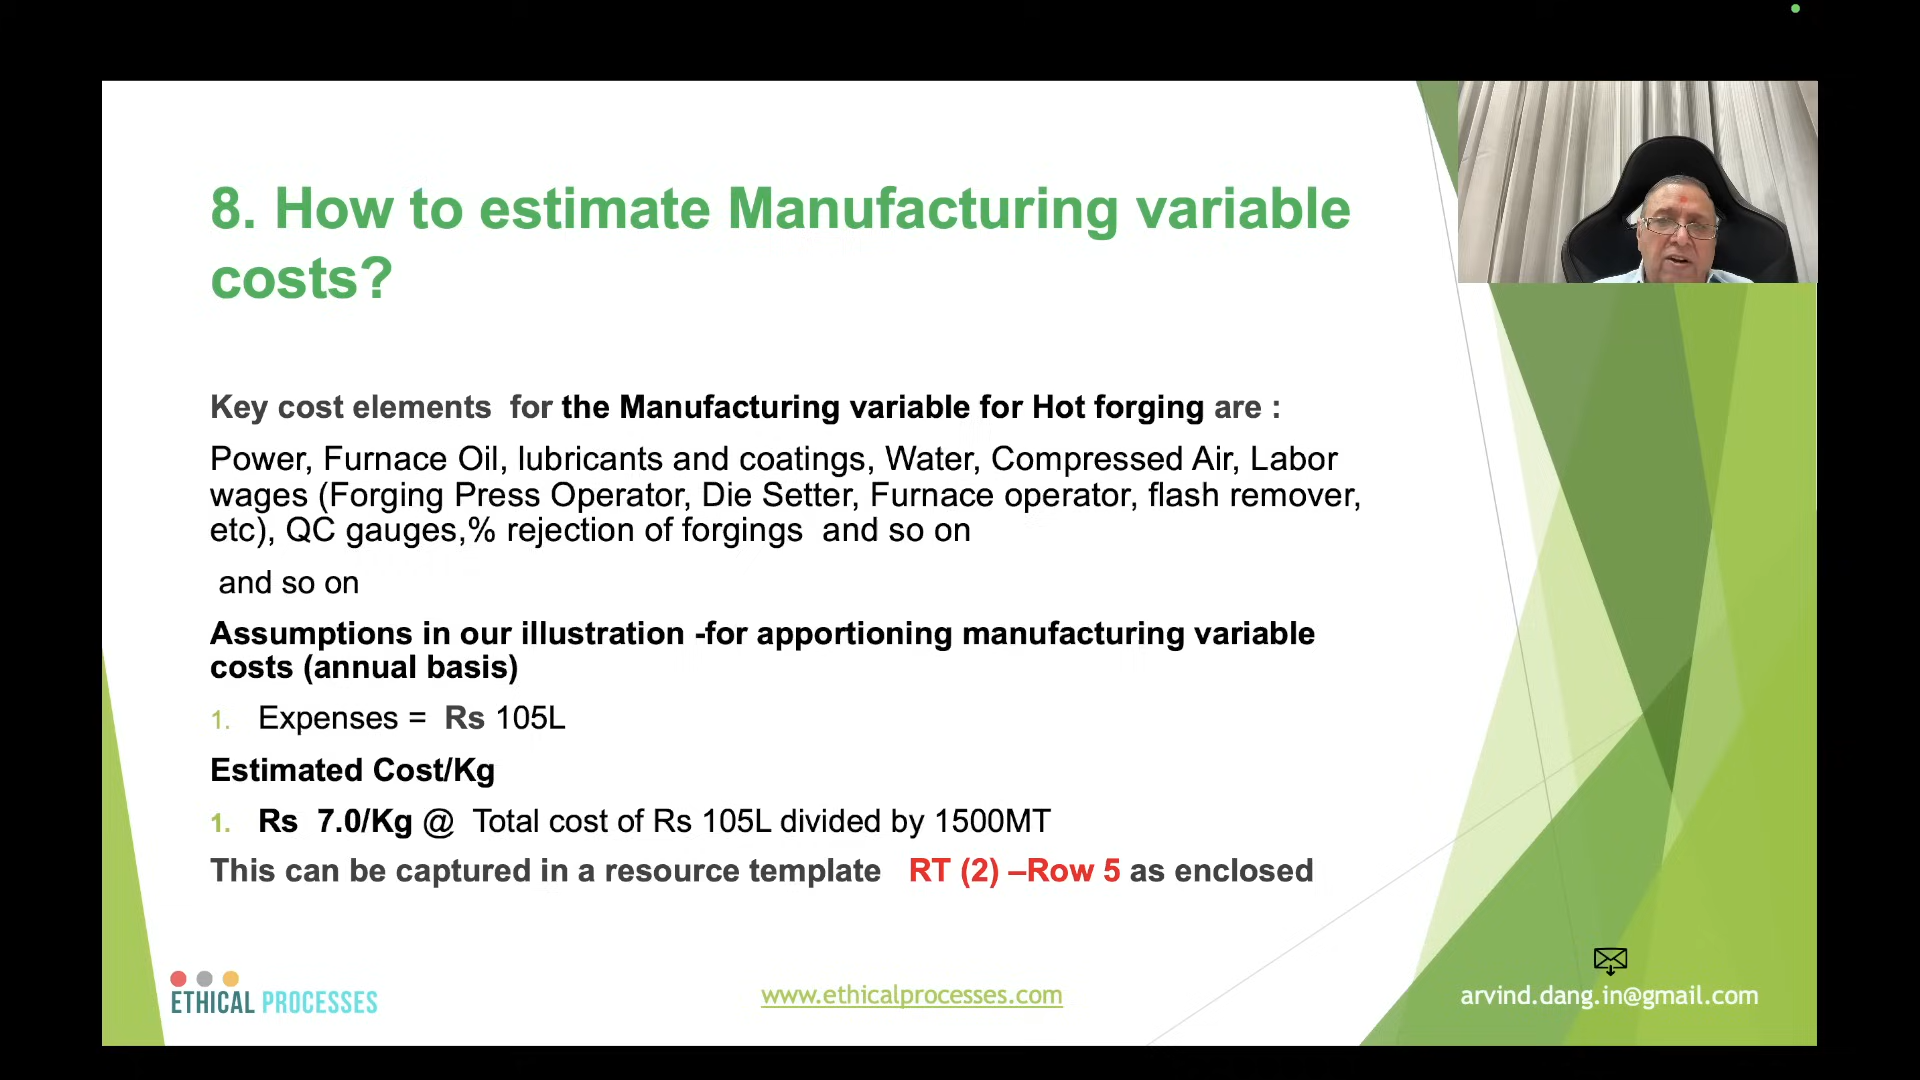 8. How to estimate Manufacturing variable
costs?
Key cost elements  for the Manufacturing variable for Hot forging are :
Power, Furnace Oil, lubricants and coatings, Water, Compressed Air, Labor
wages (Forging Press Operator, Die Setter, Furnace operator, flash remover,
etc), QC gauges,% rejection of forgings  and so on
and so on
Assumptions in our illustration -for apportioning manufacturing variable
costs (annual basis)
1. Expenses =  Rs 105L
Estimated Cost/Kg
1. Rs  7.0/Kg @  Total cost of Rs 105L divided by 1500MT
This can be captured in a resource template   RT (2) –Row 5 as enclosed
ETHICAL PROCESSES
www.ethicalprocesses.com
arvind.dang.in@gmail.com